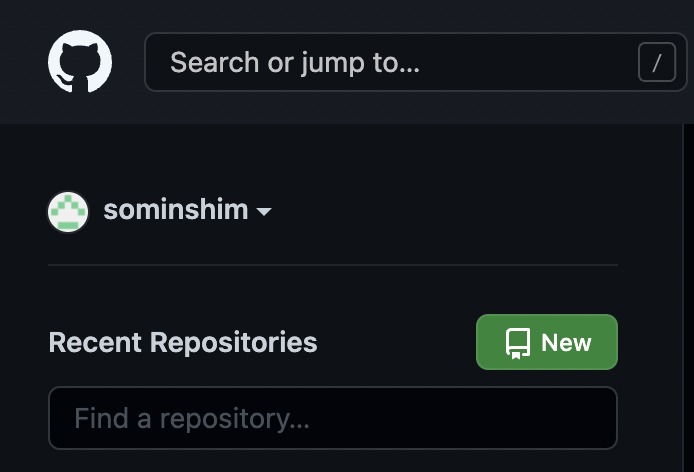 Search or jump to...
/
sominshim
Recent Repositories
New
Find a repository...